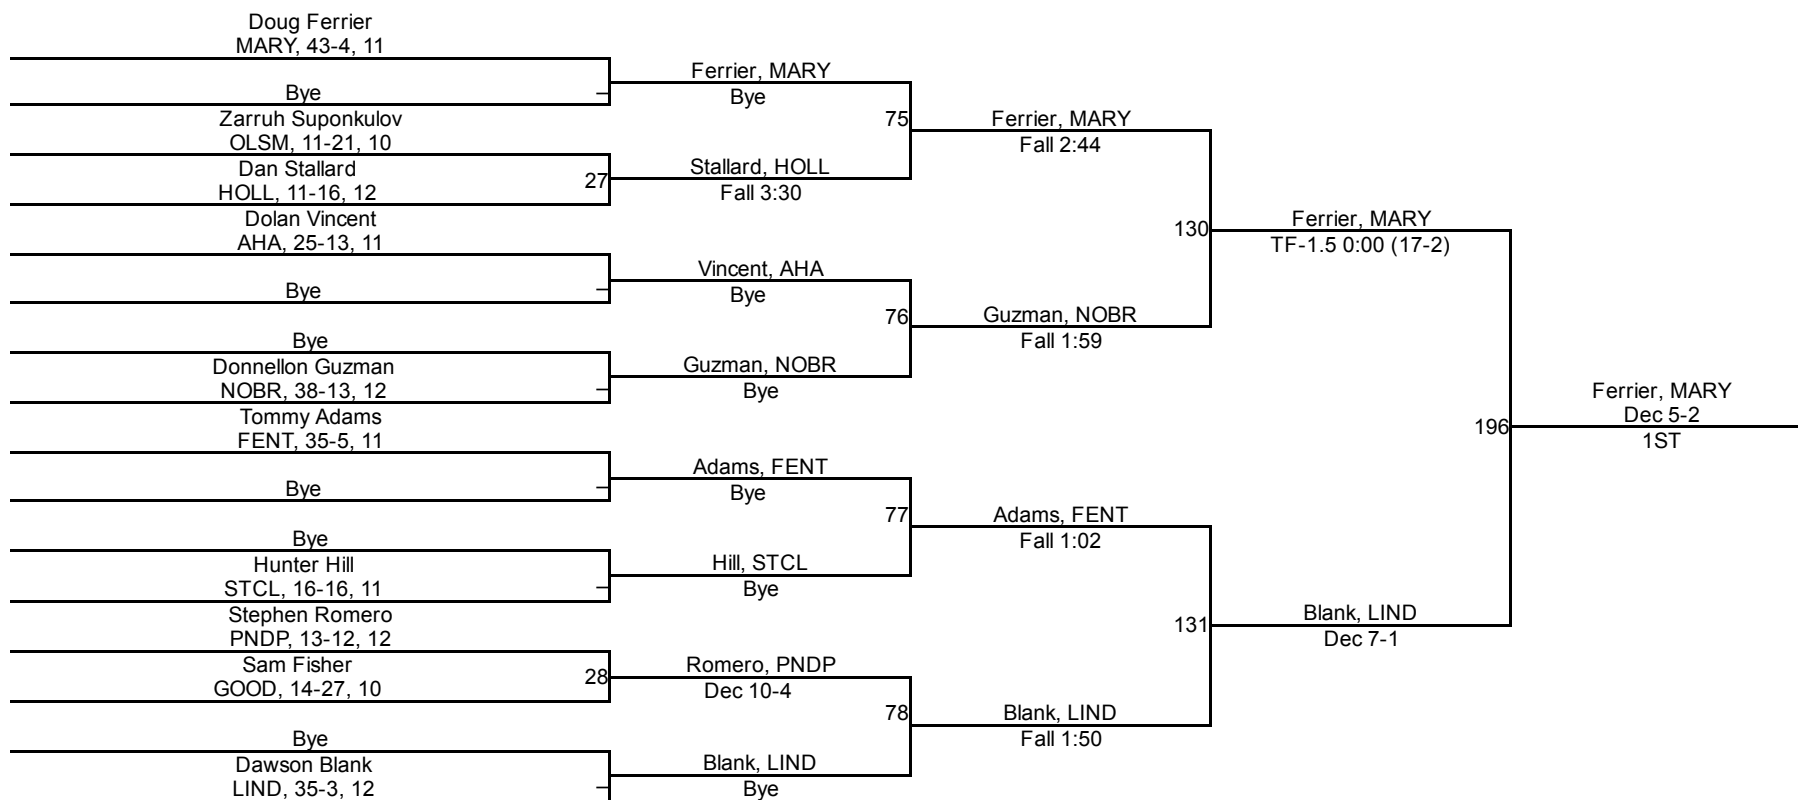 Doug Ferrier
MARY, 43-4, 11
Bye
Zarruh Suponkulov
OLSM, 11-21, 10
Dan Stallard
HOLL, 11-16, 12
27
Dolan Vincent
AHA, 25-13, 11
Bye
Bye
Donnellon Guzman
NOBR, 38-13, 12
Tommy Adams
FENT, 35-5, 11
Bye
Bye
Hunter Hill
STCL, 16-16, 11
Stephen Romero
PNDP, 13-12, 12
Sam Fisher
GOOD, 14-27, 10
28
Bye
Dawson Blank
LIND, 35-3, 12
Ferrier, MARY
Bye
75
Stallard, HOLL
Fall 3:30
Vincent, AHA
Bye
76
Guzman, NOBR
Bye
Adams, FENT
Bye
77
Hill, STCL
Bye
Romero, PNDP
Dec 10-4
78
Blank, LIND
Bye
Ferrier, MARY
Fall 2:44
130
Guzman, NOBR
Fall 1:59
Adams, FENT
Fall 1:02
131
Blank, LIND
Fall 1:50
Ferrier, MARY
TF-1.5 0:00 (17-2)
196
Blank, LIND
Dec 7-1
Ferrier, MARY
Dec 5-2
1ST